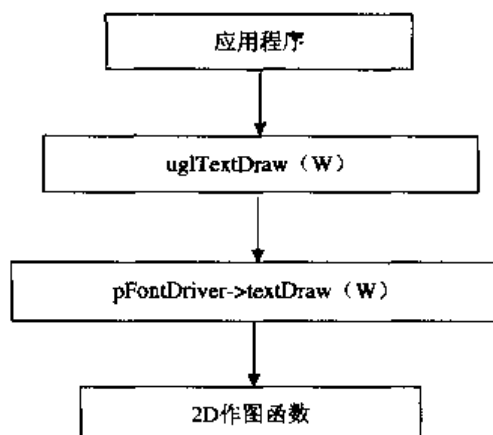 应用程序
uglTextDraw（W）
pFontDriver->textDraw（W）
2D作图函数